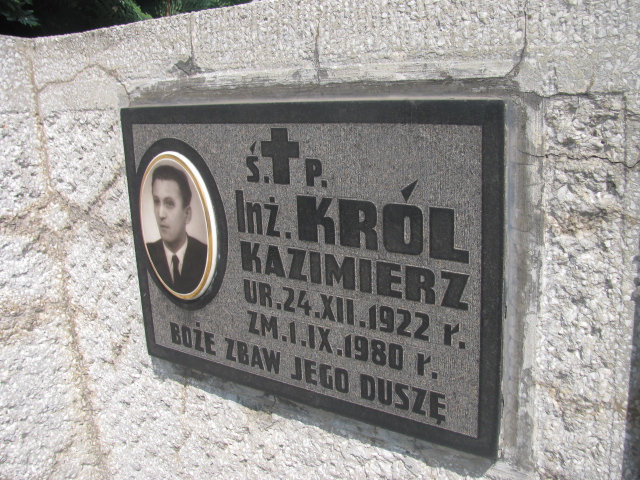 Ś. P.
Inż. KRÓL
KAZIMIERZ
UR. 24.XII.1922 r.
ZM. 1.IX.1980 r.
BOŻE ZBAW JEGO DUSZĘ